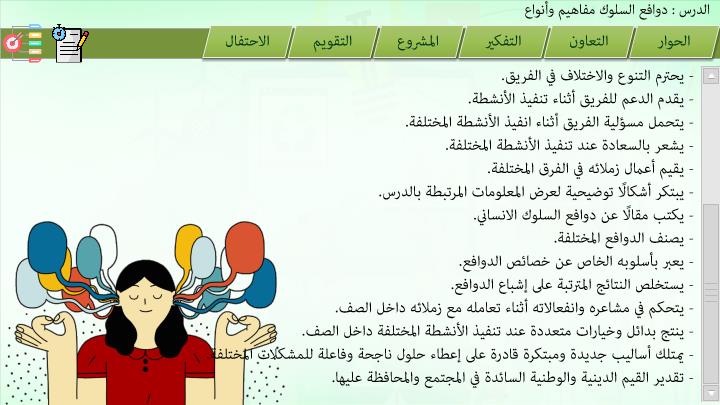 الدرس : دوافع السلوك مفاهيم وأنواع
الحوار
التعاون
التفكير
المشروع
التقويم
الاحتفال
- يحترم التنوع والاختلاف في الفريق.
- يقدم الدعم للفريق أثناء تنفيذ الأنشطة.
- يتحمل مسؤلية الفريق أثناء انفيذ الأنشطة المختلفة.
- يشعر بالسعادة عند تنفيذ الأنشطة المختلفة.
- يقيم أعمال زملائه في الفرق المختلفة.
- يبتكر أشكالًا توضيحية لعرض المعلومات المرتبطة بالدرس.
- يكتب مقالًا عن دوافع السلوك الانساني.
- يصنف الدوافع المختلفة.
- يعبر بأسلوبه الخاص عن خصائص الدوافع.
- يستخلص النتائج المترتبة على إشباع الدوافع.
- يتحكم في مشاعره وانفعالاته أثناء تعامله مع زملائه داخل الصف.
- ينتج بدائل وخيارات متعددة عند تنفيذ الأنشطة المختلفة داخل الصف.
- يمتلك أساليب جديدة ومبتكرة قادرة على إعطاء حلول ناجحة وفاعلة للمشكلات المختلفة.
- تقدير القيم الدينية والوطنية السائدة في المجتمع والمحافظة عليها.